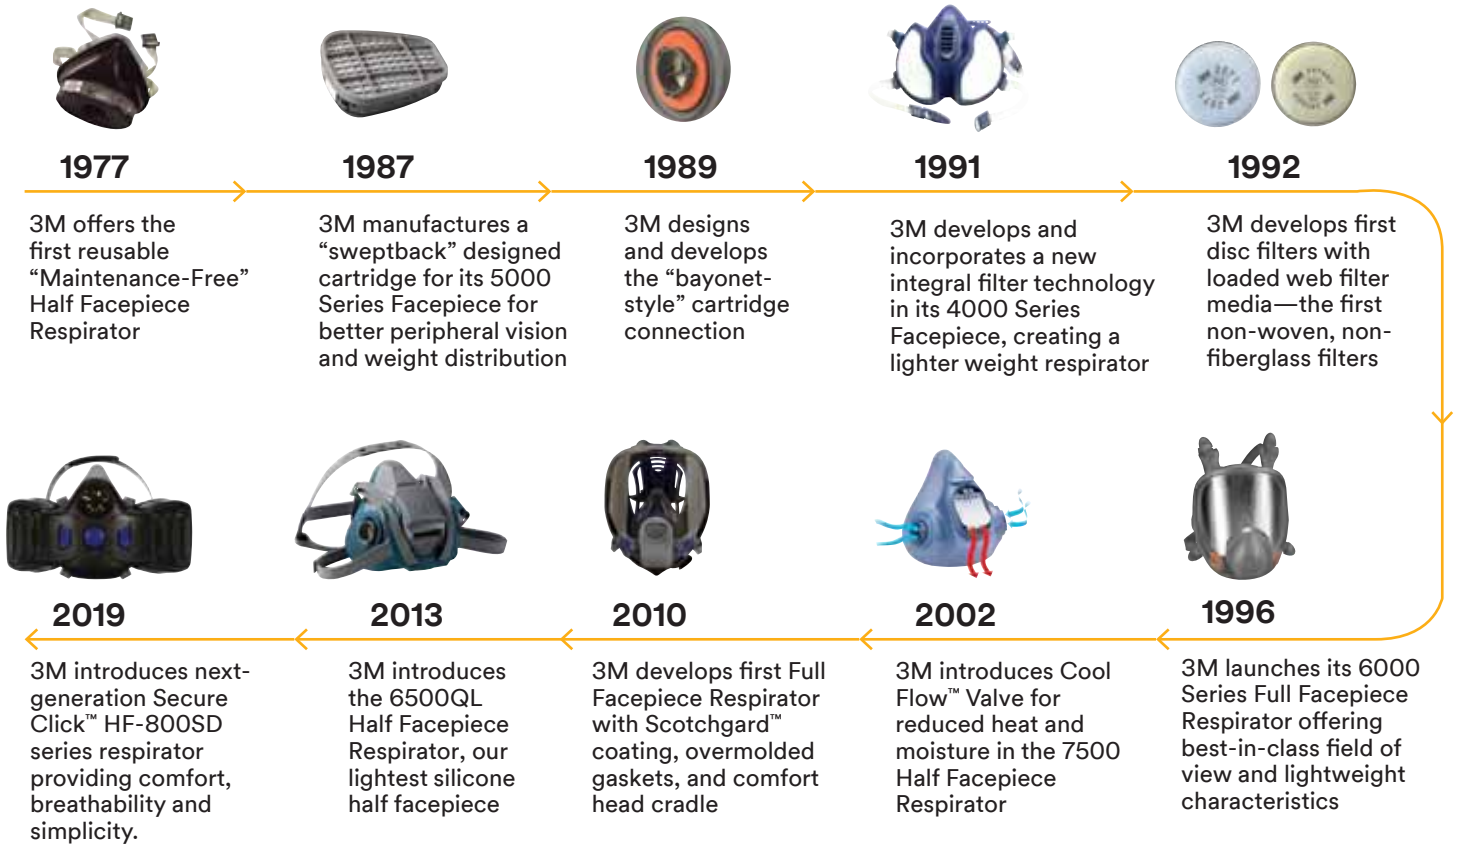 1977
3M offers the
first reusable
“Maintenance-Free”
Half Facepiece
Respirator
1987
3M manufactures a
“sweptback” designed
cartridge for its 5000
Series Facepiece for
better peripheral vision
and weight distribution
1989
3M designs
and develops
the “bayonet-
style” cartridge
connection
1991
3M develops and
incorporates a new
integral filter technology
in its 4000 Series
Facepiece, creating a
lighter weight respirator
1992
3M develops first
disc filters with
loaded web filter
media—the first
non-woven, non-
fiberglass filters
1996
3M launches its 6000
Series Full Facepiece
Respirator offering
best-in-class field of
view and lightweight
characteristics
2002
3M introduces Cool
Flow™ Valve for
reduced heat and
moisture in the 7500
Half Facepiece
Respirator
2010
3M develops first Full
Facepiece Respirator
with Scotchgard™
coating, overmolded
gaskets, and comfort
head cradle
2013
3M introduces
the 6500QL
Half Facepiece
Respirator, our
lightest silicone
half facepiece
2019
3M introduces next-
generation Secure
Click™ HF-800SD
series respirator
providing comfort,
breathability and
simplicity.